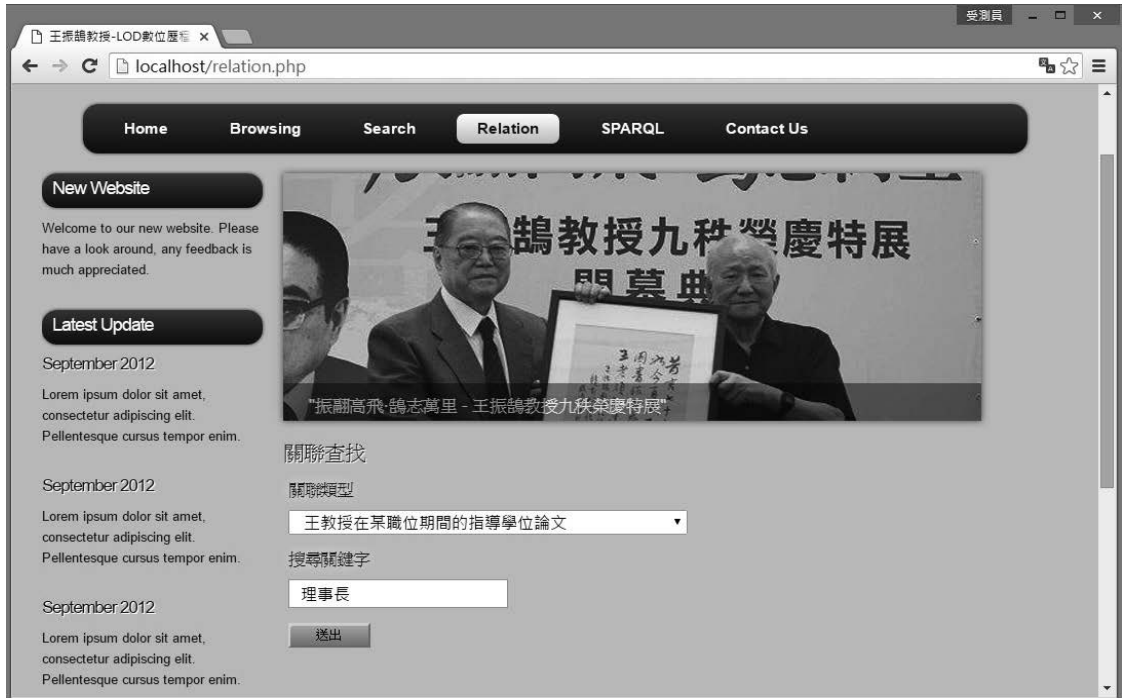 受測員
王振鵠教授-LOD數位歷程
localhost/relation.php
Home Browsing Search Relation SPARQL Contact Us
New Website
Welcome to our new website. Please
have a look around, any feedback is
much appreciated.
Latest Update
September 2012
Lorem ipsum dolor sit amet,
consectetur adipiscing elit.
Pellentesque cursus tempor enim.
September 2012
Lorem ipsum dolor sit amet,
consectetur adipiscing elit.
Pellentesque cursus tempor enim.
September 2012
Lorem ipsum dolor sit amet,
consectetur adipiscing elit.
Pellentesque cursus tempor enim.
王振鵠教授九秩榮慶特展
開幕典
"振翮高飛·鵠志萬里 - 王振鵠教授九秩榮慶特展"
關聯查找
關聯類型
王教授在某職位期間的指導學位論文
搜尋關鍵字
理事長
送出